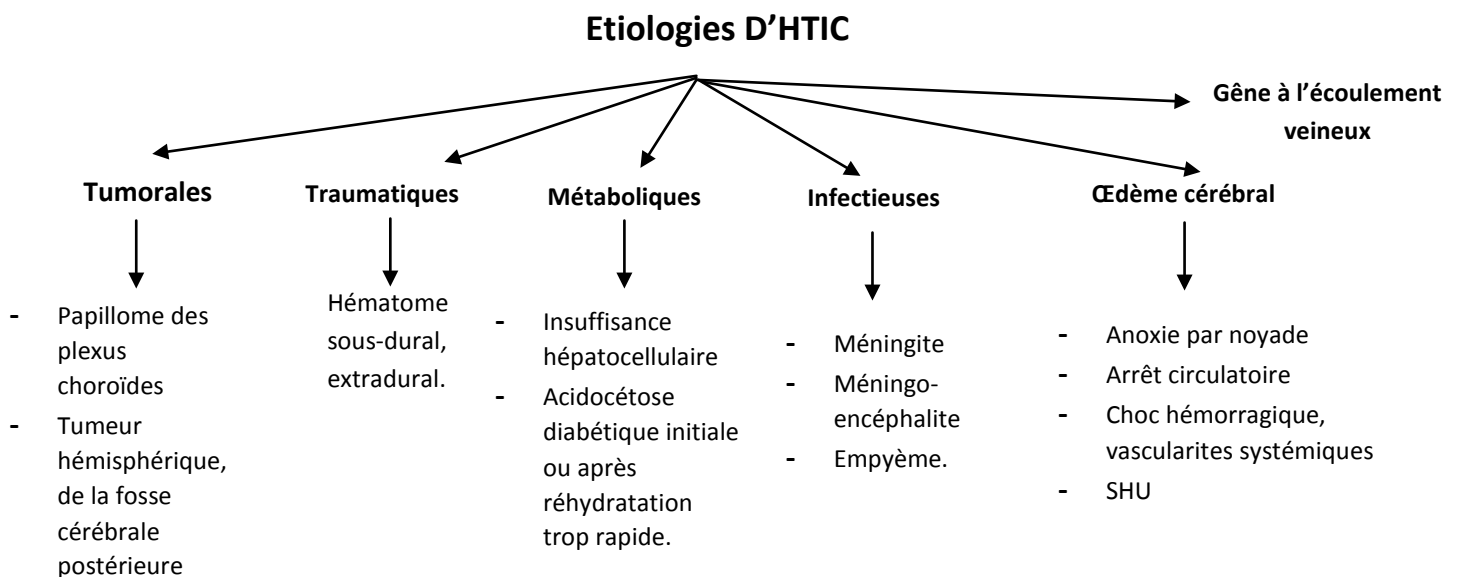 Etiologies D'HTIC
Gêne à l'écoulement
veineux
Tumorales
Traumatiques
Métaboliques
Infectieuses
Œdème cérébral
- Papillome des
plexus
choroïdes
- Tumeur
hémisphérique,
de la fosse
cérébrale
postérieure
Hématome
sous-dural,
extradural.
- Insuffisance
hépatocellulaire
- Acidocétose
diabétique initiale
ou après
réhydratation
trop rapide.
- Méningite
- Méningo-
encéphalite
- Empyème.
- Anoxie par noyade
- Arrêt circulatoire
- Choc hémorragique,
vascularites systémiques
- SHU